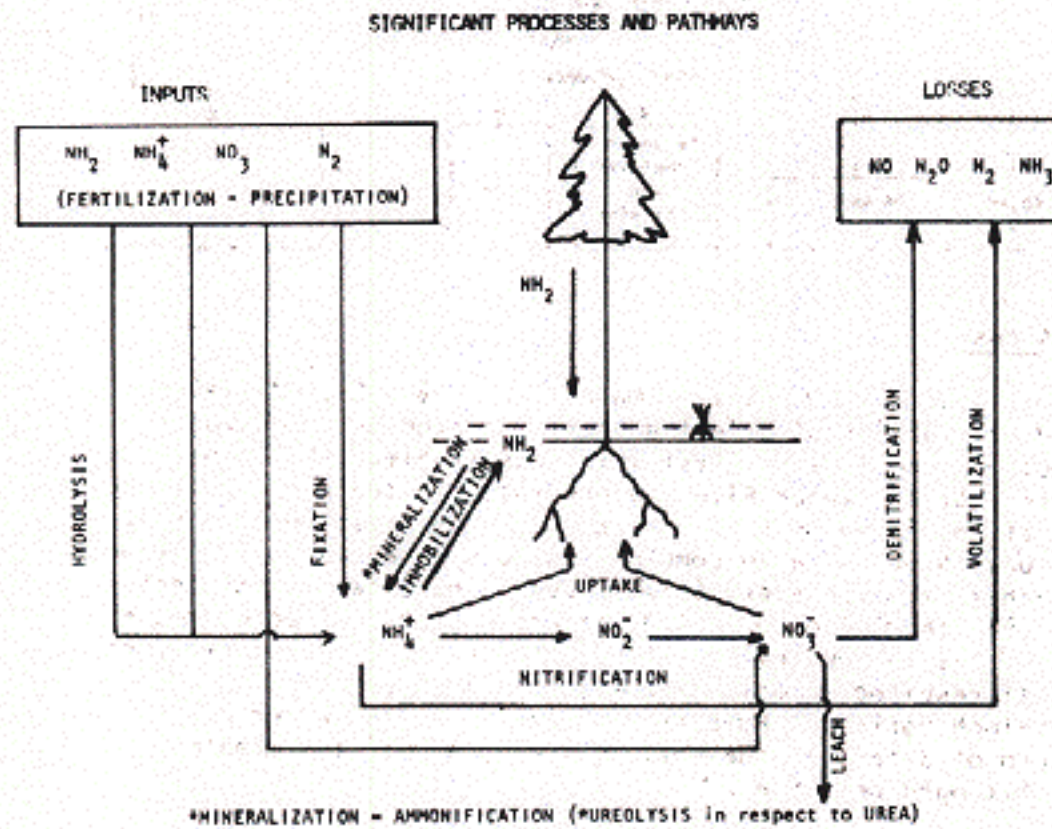 SIGNIFICANT PROCESSES AND PATHWAYS
INPUTS
LOSSES
NH2 NH4+ NO3 N2
(FERTILIZATION - PRECIPITATION)
NO N2O N2 NH3
NH2
NH2
HYDROLYSIS
FIXATION
*MINERALIZATION
IMMOBILIZATION
DENITRIFICATION
VOLATILIZATION
UPTAKE
NH4+ NO2- NO3-
NITRIFICATION
LEACH
*MINERALIZATION - AMMONIFICATION (*UREOLYSIS in respect to UREA)